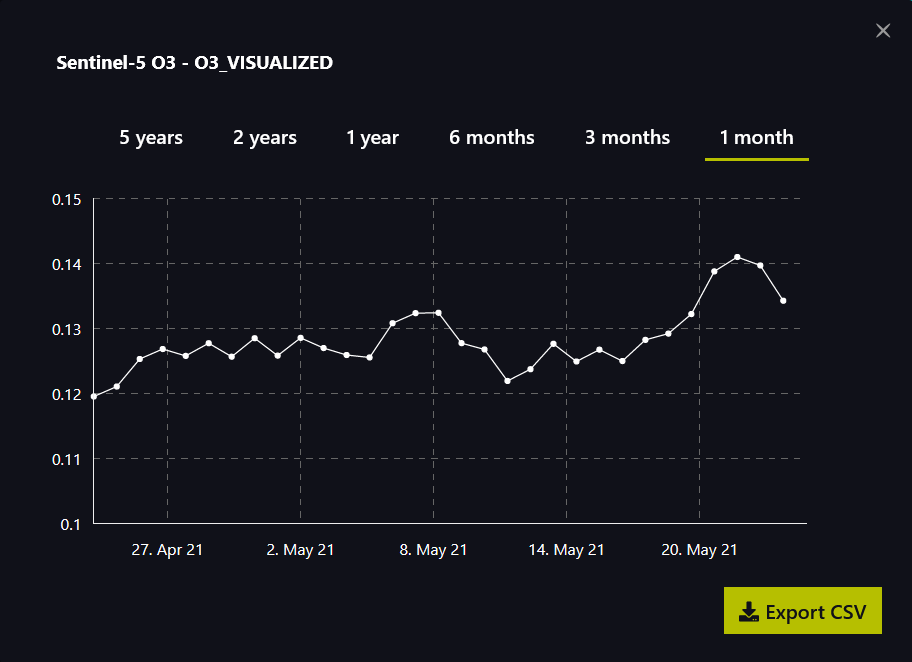 Sentinel-5 O3 - O3_VISUALIZED
5 years 2 years 1 year 6 months 3 months 1 month
0.15
0.14
0.13
0.12
0.11
0.1
27. Apr 21 2. May 21 8. May 21 14. May 21 20. May 21
Export CSV